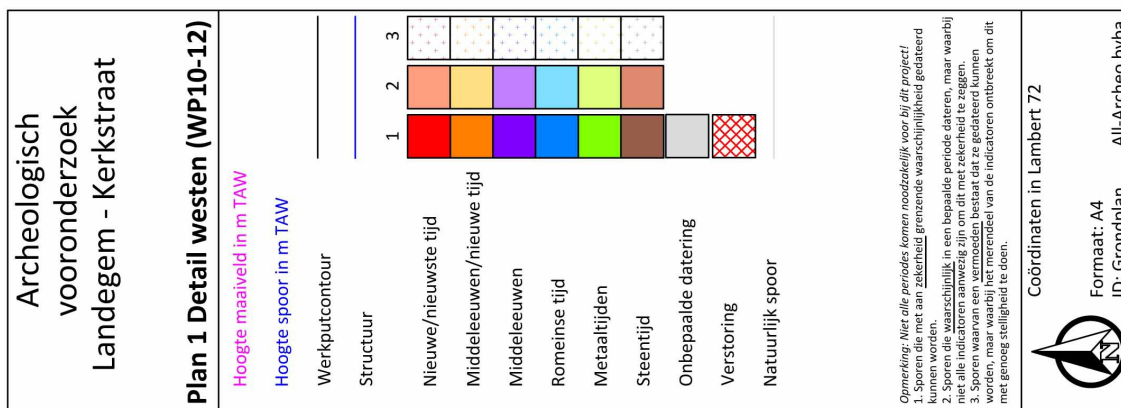 Archeologisch
vooronderzoek
Landegem - Kerkstraat
Plan 1 Detail westen (WP10-12)
Hoogte maaiveld in m TAW
Hoogte spoor in m TAW
Werkputcontour
Structuur
1 2 3
Nieuwe/nieuwste tijd
Middeleeuwen/nieuwe tijd
Middeleeuwen
Romeinse tijd
Metaaltijden
Steentijd
Onbepaalde datering
Verstoring
Natuurlijk spoor
Opmerking: Niet alle periodes komen noodzakelijk voor bij dit project!
1. Sporen die met aan zekerheid grenzende waarschijnlijkheid gedateerd
kunnen worden.
2. Sporen die waarschijnlijk in een bepaalde periode dateren, maar waarbij
niet alle indicatoren aanwezig zijn om dit met zekerheid te zeggen.
3. Sporen waarvan een vermoeden bestaat dat ze gedateerd kunnen
worden, maar waarbij het merendeel van de indicatoren ontbreekt om dit
met genoeg stelligheid te doen.
N
Coördinaten in Lambert 72
Formaat: A4
ID: Grondplan All-Archeo bvba